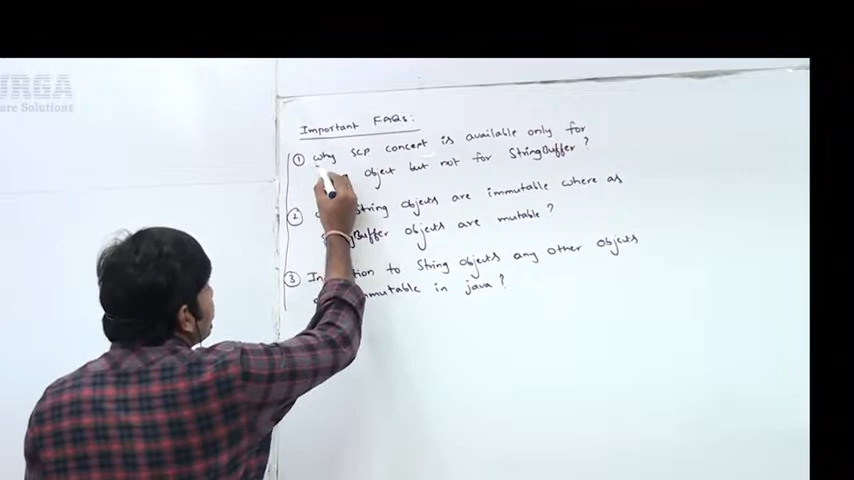 URGA
are Solutions
Important FAQs:
① Why SCP concept is available only for
object but not for StringBuffer?
② String objects are immutable where as
Buffer objects are mutable?
③ In tion to String objects any other objects
mmutable in java?